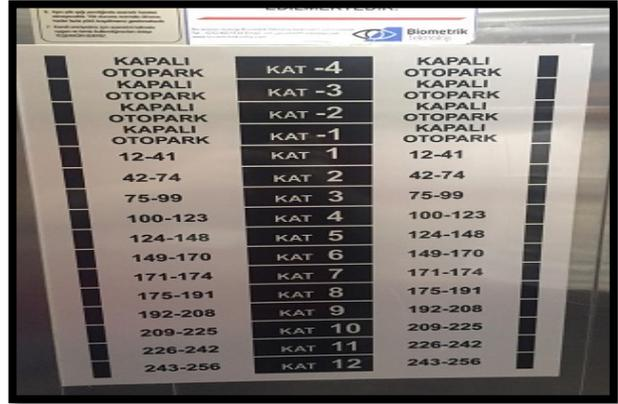 EDİLMEKTEDİR.
Biometrik
teknoloji
KAPALI OTOPARK KAT -4 KAPALI OTOPARK
KAPALI OTOPARK KAT -3 KAPALI OTOPARK
KAPALI OTOPARK KAT -2 KAPALI OTOPARK
KAPALI OTOPARK KAT -1 KAPALI OTOPARK
12-41 KAT 1 12-41
42-74 KAT 2 42-74
75-99 KAT 3 75-99
100-123 KAT 4 100-123
124-148 KAT 5 124-148
149-170 KAT 6 149-170
171-174 KAT 7 171-174
175-191 KAT 8 175-191
192-208 KAT 9 192-208
209-225 KAT 10 209-225
226-242 KAT 11 226-242
243-256 KAT 12 243-256